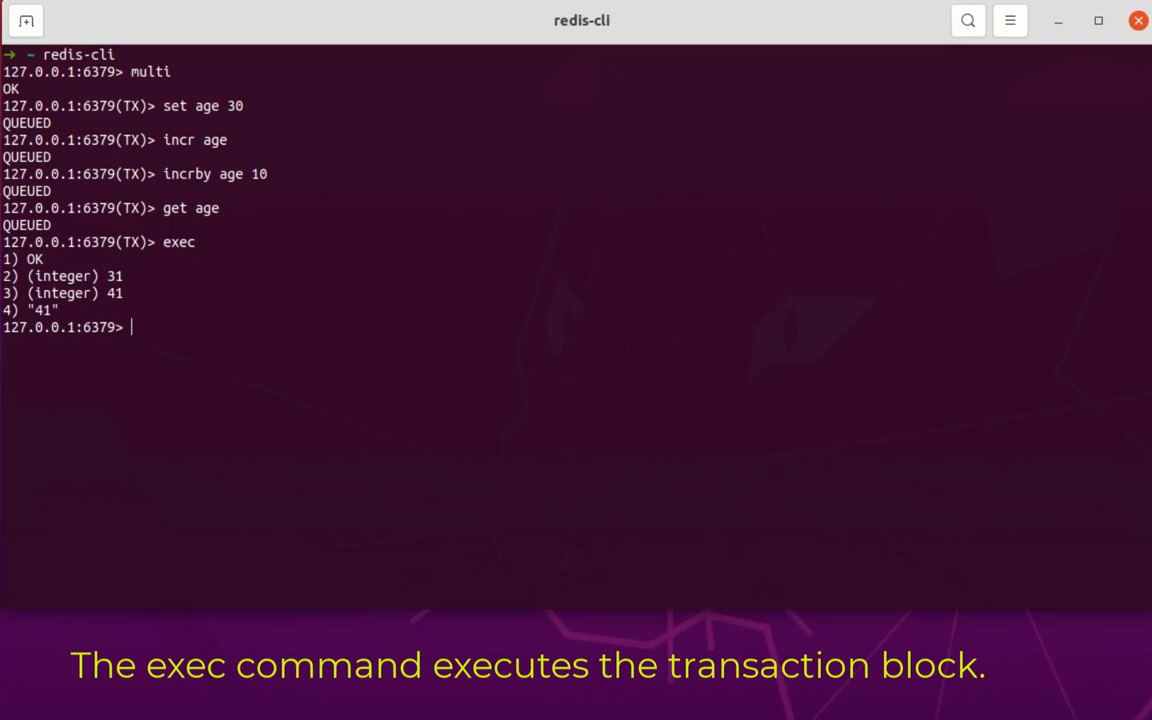 redis-cli
➜ ~ redis-cli
127.0.0.1:6379> multi
OK
127.0.0.1:6379(TX)> set age 30
QUEUED
127.0.0.1:6379(TX)> incr age
QUEUED
127.0.0.1:6379(TX)> incrby age 10
QUEUED
127.0.0.1:6379(TX)> get age
QUEUED
127.0.0.1:6379(TX)> exec
1) OK
2) (integer) 31
3) (integer) 41
4) "41"
127.0.0.1:6379>
The exec command executes the transaction block.